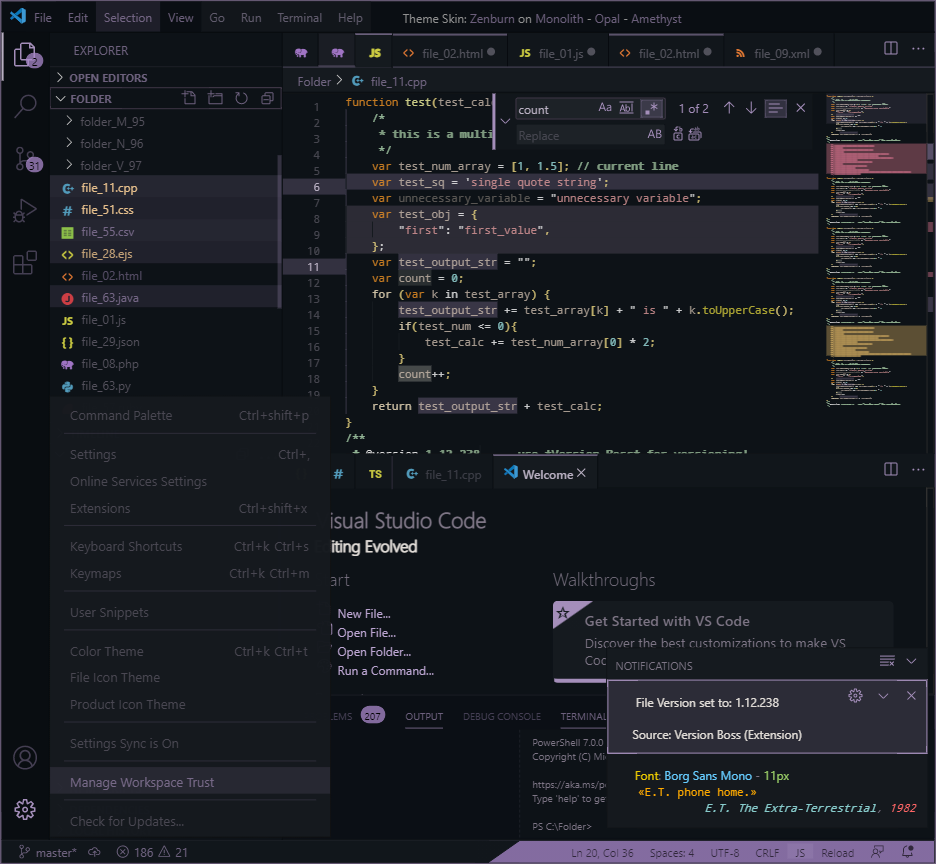 File Edit Selection View Go Run Terminal Help Theme Skin: Zenburn on Monolith - Opal - Amethyst
2
EXPLORER
JS file_02.html file_01.js file_02.html file_09.xml
OPEN EDITORS
Folder > file_11.cpp
FOLDER
folder_M_95
folder_N_96
folder_V_97
file_11.cpp
file_51.css
file_55.csv
file_28.ejs
file_02.html
file_63.java
file_01.js
file_29.json
file_08.php
file_63.py
31
1 function test(test_calc
2 /*
3 * this is a multi
4 */
5 var test_num_array = [1, 1.5]; // current line
6 var test_sq = 'single quote string';
7 var unnecessary_variable = "unnecessary variable";
8 var test_obj = {
9 "first": "first_value",
10 };
11 var test_output_str = "";
12 var count = 0;
13 for (var k in test_array) {
14 test_output_str += test_array[k] + " is " + k.toUpperCase();
15 if(test_num <= 0){
16 test_calc += test_num_array[0] * 2;
17 }
18 count++;
19 }
return test_output_str + test_calc;
}
/**
count Aa Abl .* 1 of 2
Replace AB
Command Palette Ctrl+shift+p
Settings Ctrl+,
Online Services Settings
Extensions Ctrl+shift+x
Keyboard Shortcuts Ctrl+k Ctrl+s
Keymaps Ctrl+k Ctrl+m
User Snippets
Color Theme Ctrl+k Ctrl+t
File Icon Theme
Product Icon Theme
Settings Sync is On
Manage Workspace Trust
Check for Updates...
# TS file_11.cpp Welcome
isual Studio Code
iting Evolved
art
New File...
Open File...
Open Folder...
Run a Command...
Walkthroughs
Get Started with VS Code
Discover the best customizations to make VS
Coc
LEMS 207 OUTPUT DEBUG CONSOLE TERMINAL
PowerShell 7.0.0
Copyright (C) Mi
https://aka.ms/po
Type 'help' to ge
PS C:\Folder>
NOTIFICATIONS
File Version set to: 1.12.238
Source: Version Boss (Extension)
Font: Borg Sans Mono - 11px
«E.T. phone home.»
E.T. The Extra-Terrestrial, 1982
master* 186 21 Ln 20, Col 36 Spaces: 4 UTF-8 CRLF JS Reload